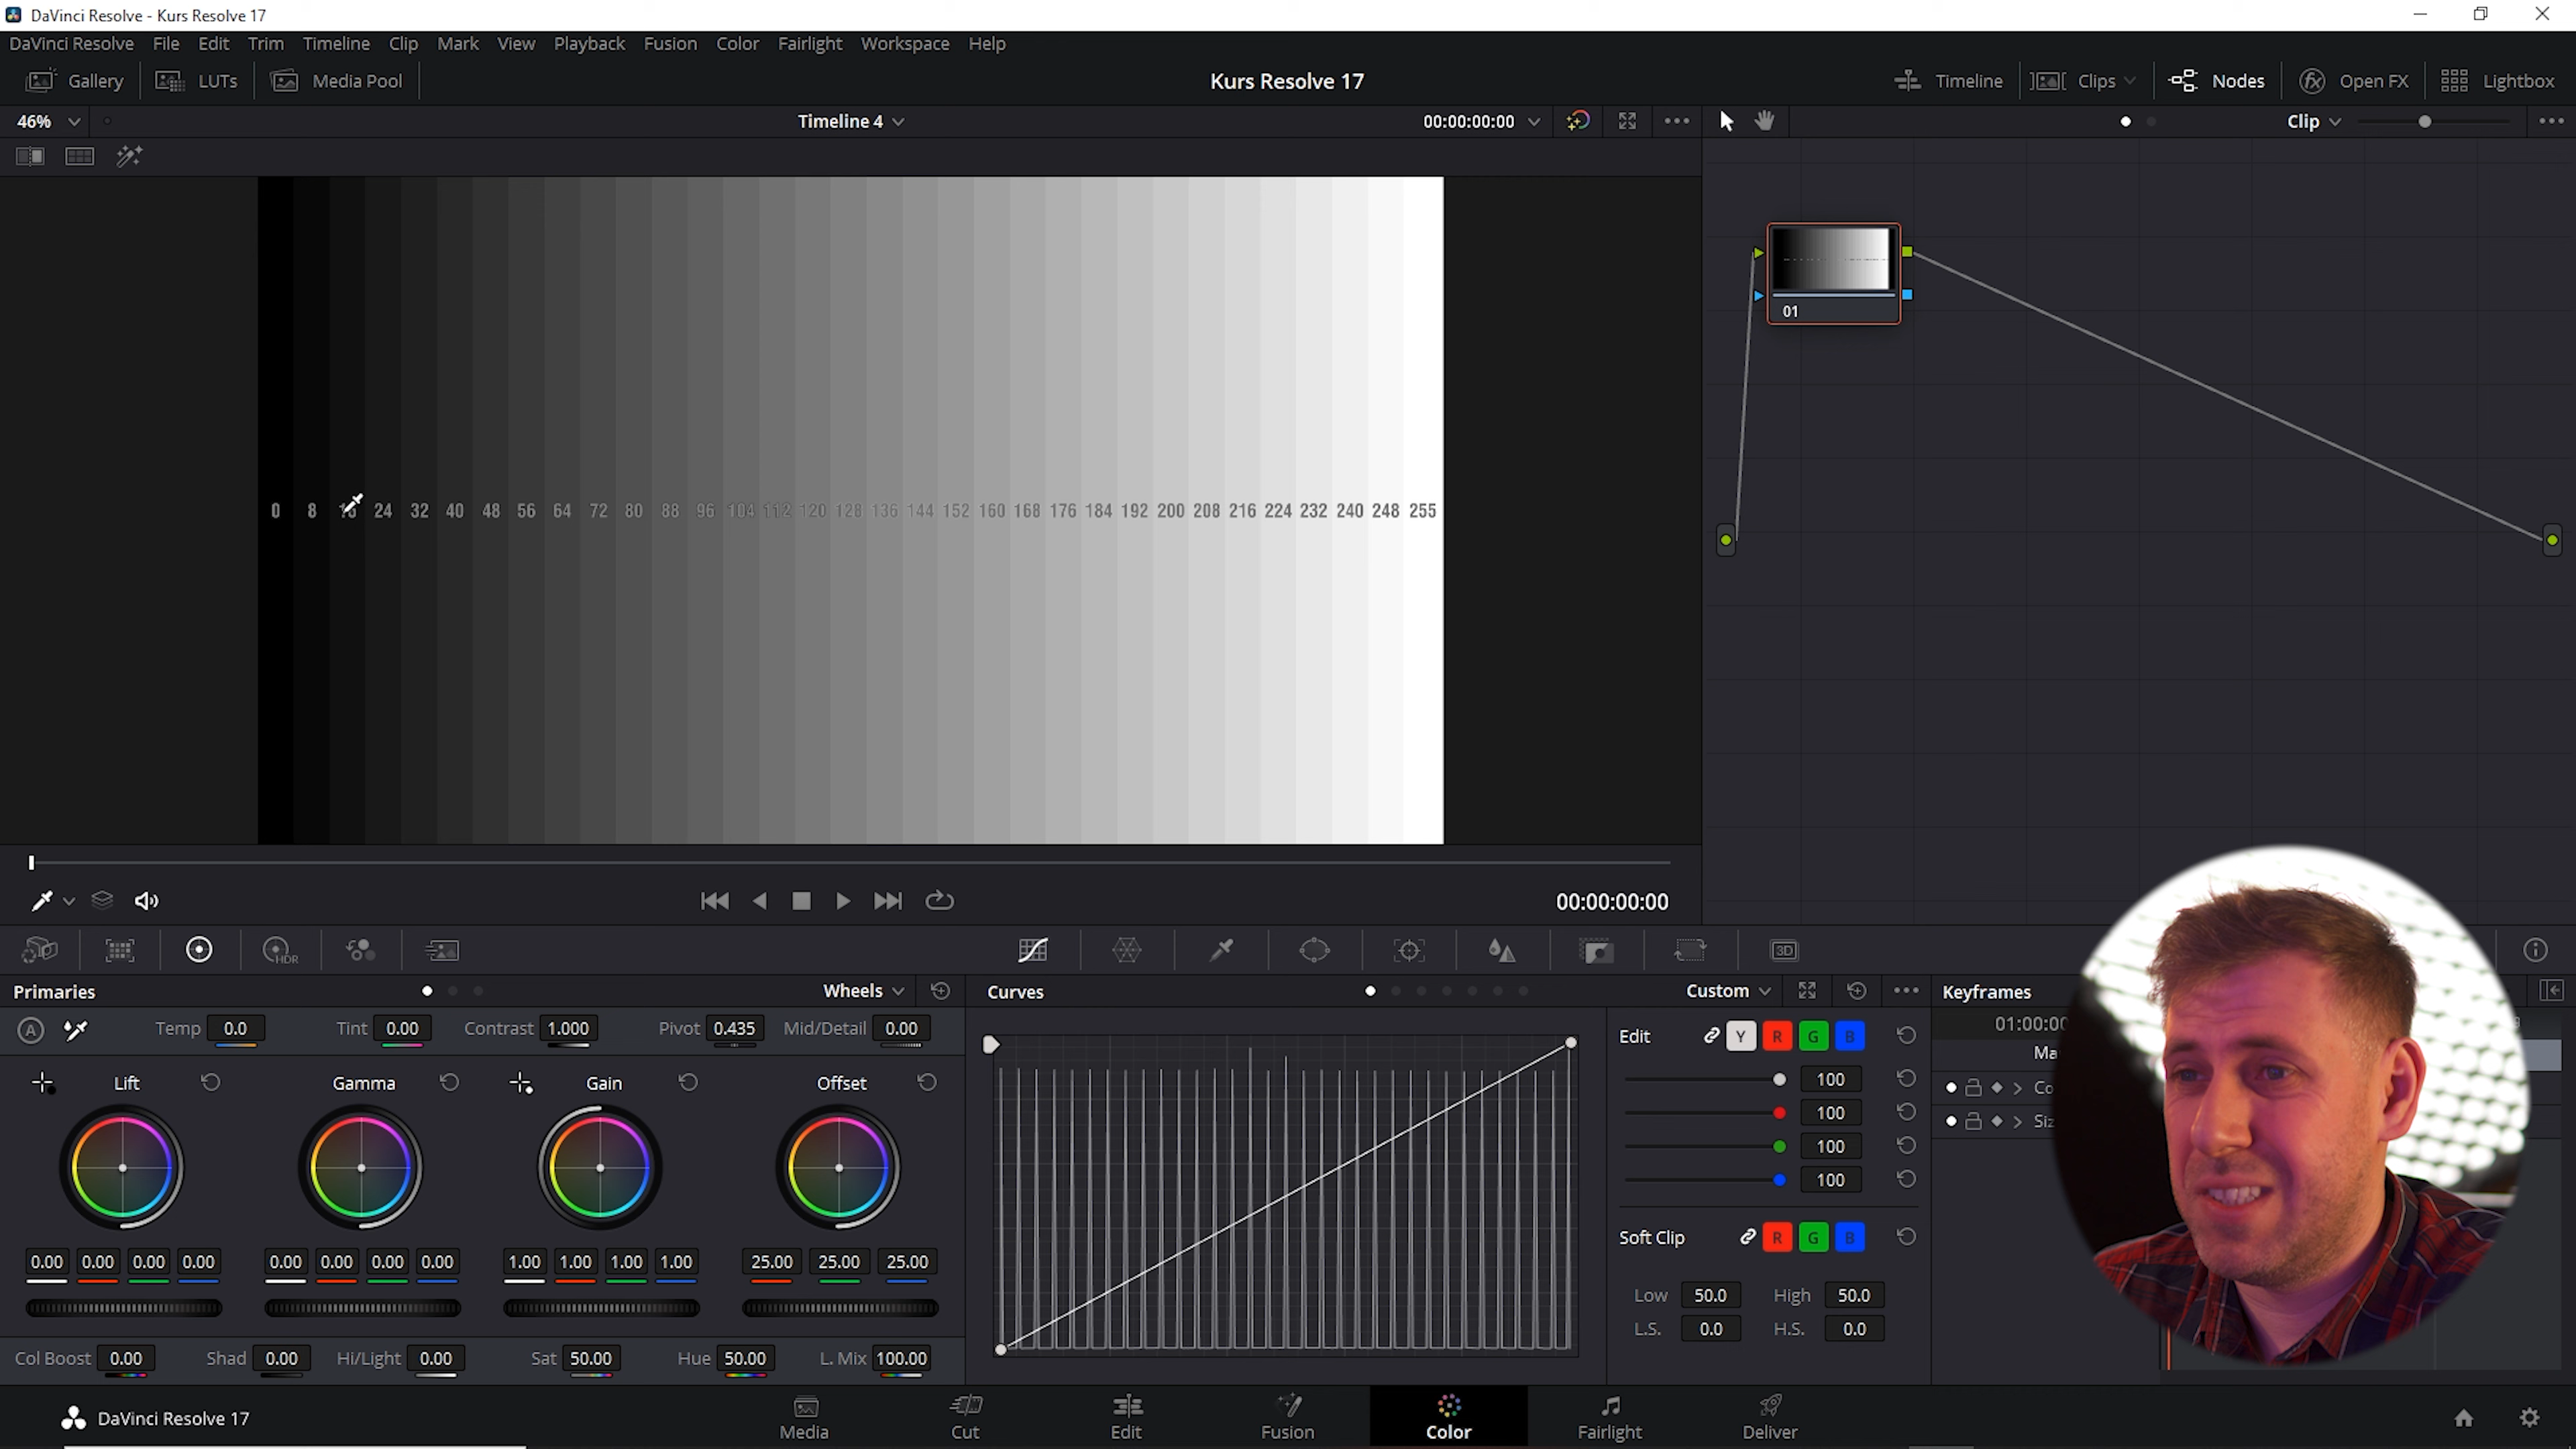 DaVinci Resolve - Kurs Resolve 17
DaVinci Resolve File Edit Trim Timeline Clip Mark View Playback Fusion Color Fairlight Workspace Help
Gallery LUTs Media Pool Kurs Resolve 17 Timeline Clips Nodes Open FX Lightbox
46% Timeline 4 00:00:00:00 Clip
01
0 8 16 24 32 40 48 56 64 72 80 88 96 104 112 120 128 136 144 152 160 168 176 184 192 200 208 216 224 232 240 248 255
00:00:00:00
HDR 3D
Primaries Wheels Curves Custom Keyframes
A Temp 0.0 Tint 0.00 Contrast 1.000 Pivot 0.435 Mid/Detail 0.00 Edit Y R G B 01:00:00
Ma
Lift Gamma Gain Offset 100 Co
100 Siz
100
100
Soft Clip R G B
0.00 0.00 0.00 0.00 0.00 0.00 0.00 0.00 1.00 1.00 1.00 1.00 25.00 25.00 25.00
Low 50.0 High 50.0
L.S. 0.0 H.S. 0.0
Col Boost 0.00 Shad 0.00 Hi/Light 0.00 Sat 50.00 Hue 50.00 L. Mix 100.00
DaVinci Resolve 17 Media Cut Edit Fusion Color Fairlight Deliver